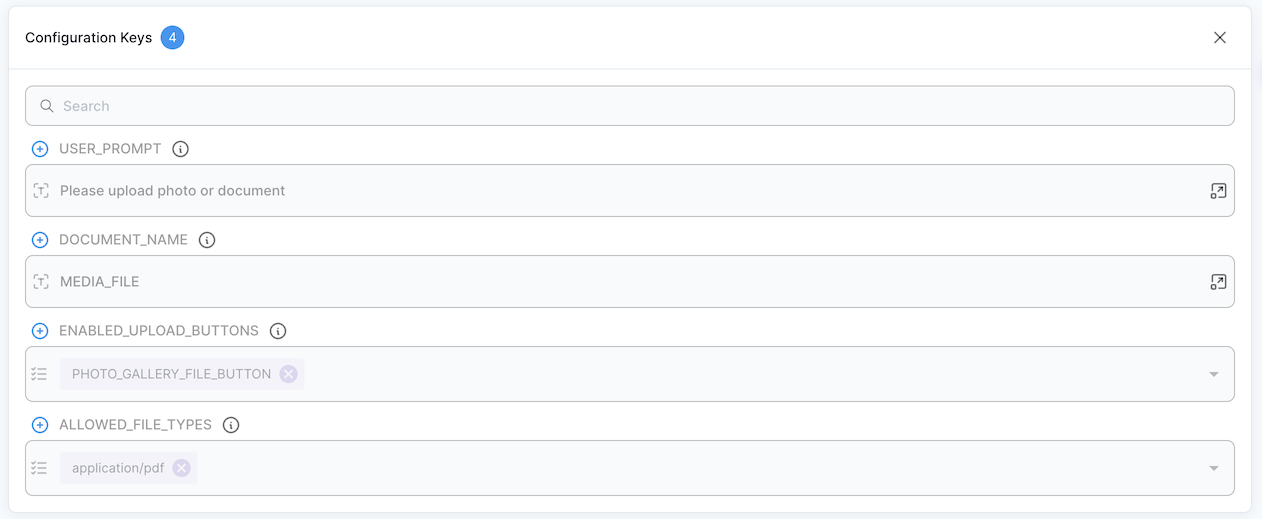 Configuration Keys 4
Search
USER_PROMPT
Please upload photo or document
DOCUMENT_NAME
MEDIA_FILE
ENABLED_UPLOAD_BUTTONS
PHOTO_GALLERY_FILE_BUTTON
ALLOWED_FILE_TYPES
application/pdf